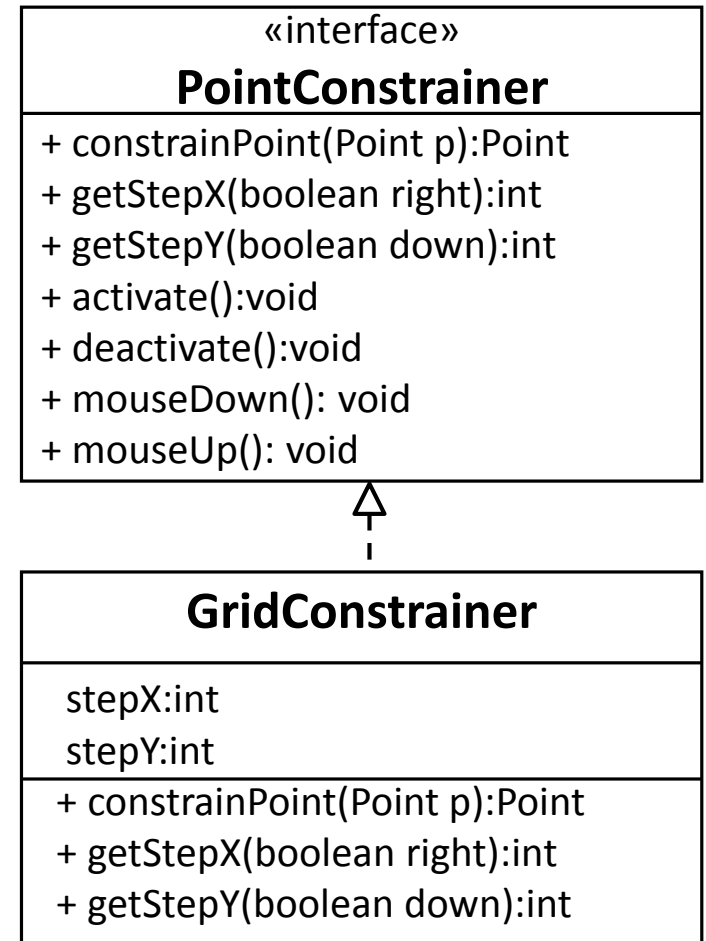 «interface»
PointConstrainer
+ constrainPoint(Point p):Point
+ getStepX(boolean right):int
+ getStepY(boolean down):int
+ activate():void
+ deactivate():void
+ mouseDown(): void
+ mouseUp(): void
GridConstrainer
stepX:int
stepY:int
+ constrainPoint(Point p):Point
+ getStepX(boolean right):int
+ getStepY(boolean down):int